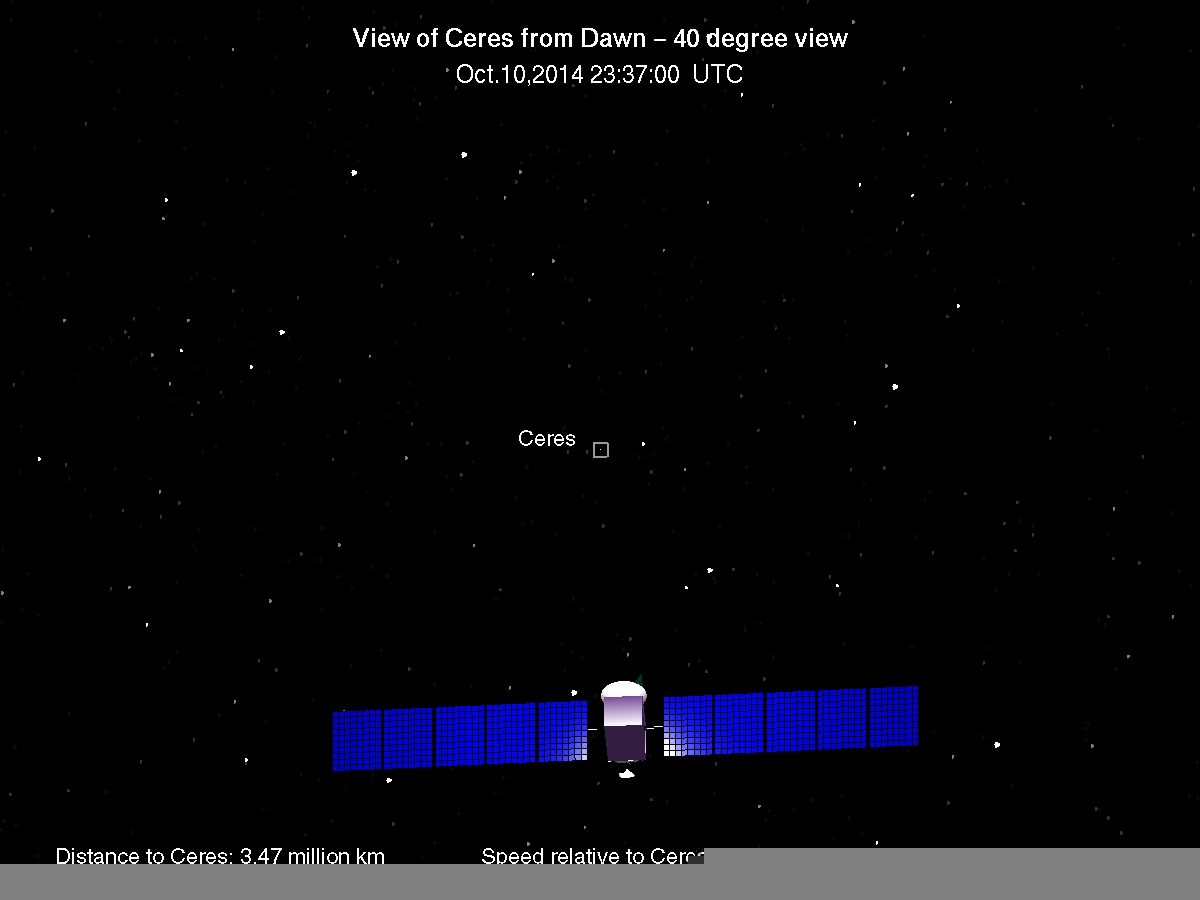 View of Ceres from Dawn – 40 degree view
Oct.10,2014 23:37:00 UTC
Ceres
Distance to Ceres: 3.47 million km
Speed relative to